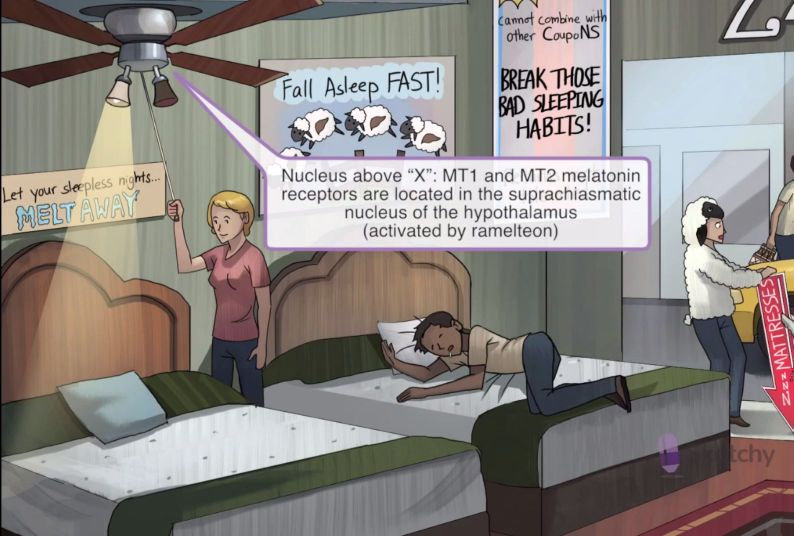 cannot combine with
other CoupoNS
BREAK THOSE
BAD SLEEPING
HABITS!
Fall Asleep FAST!
Let your sleepless nights...
MELT AWAY
Nucleus above “X”: MT1 and MT2 melatonin
receptors are located in the suprachiasmatic
nucleus of the hypothalamus
(activated by ramelteon)
ZZZ MATTRESSES